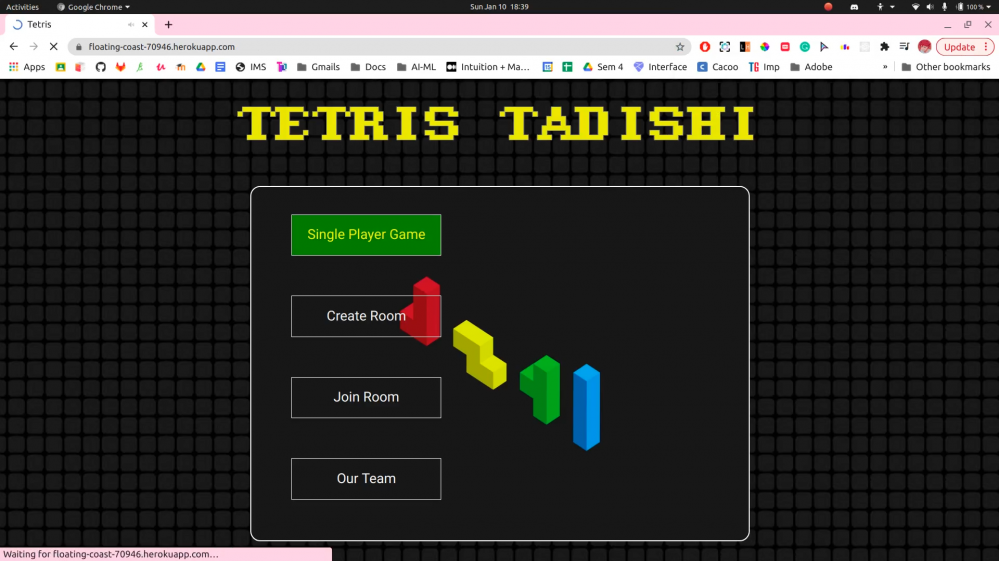 Activities Google Chrome Sun Jan 10 18:39 100 %
Tetris
floating-coast-70946.herokuapp.com Update
Apps IMS Gmails Docs AI-ML Intuition + Ma... Sem 4 Interface Cacoo TG Imp Adobe » Other bookmarks
TETRIS TADISHI
Single Player Game
Create Room
Join Room
Our Team
Waiting for floating-coast-70946.herokuapp.com...